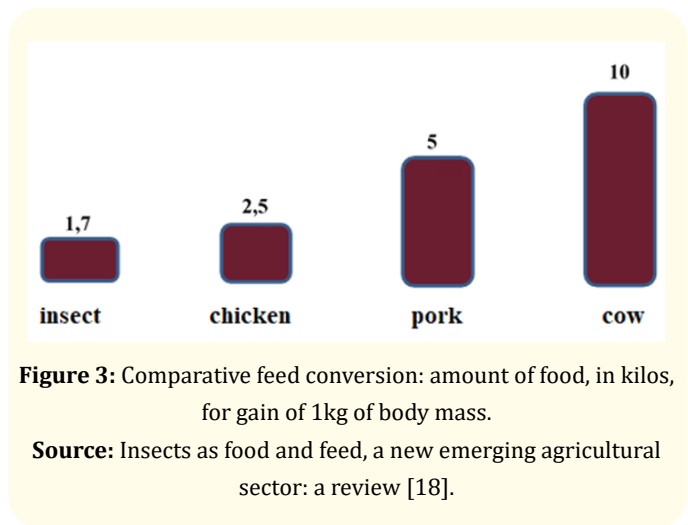 10
5
2,5
1,7
insect chicken pork cow
Figure 3: Comparative feed conversion: amount of food, in kilos,
for gain of 1kg of body mass.
Source: Insects as food and feed, a new emerging agricultural
sector: a review [18].